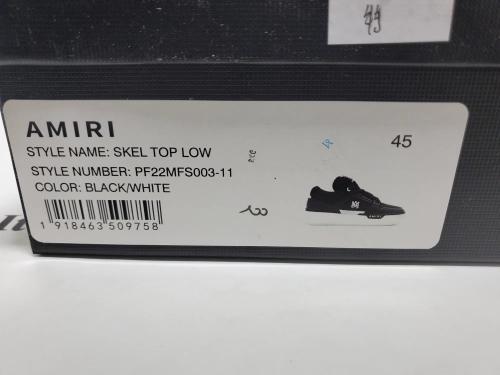 AMIRI
STYLE NAME: SKEL TOP LOW
45
STYLE NUMBER: PF22MFS003-11
COLOR: BLACK/WHITE
1 918463 509758